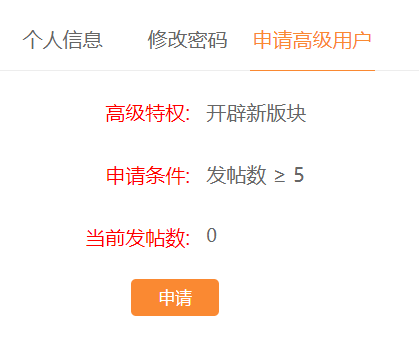 个人信息 修改密码 申请高级用户
高级特权: 开辟新版块
申请条件: 发帖数 ≥ 5
当前发帖数: 0
申请